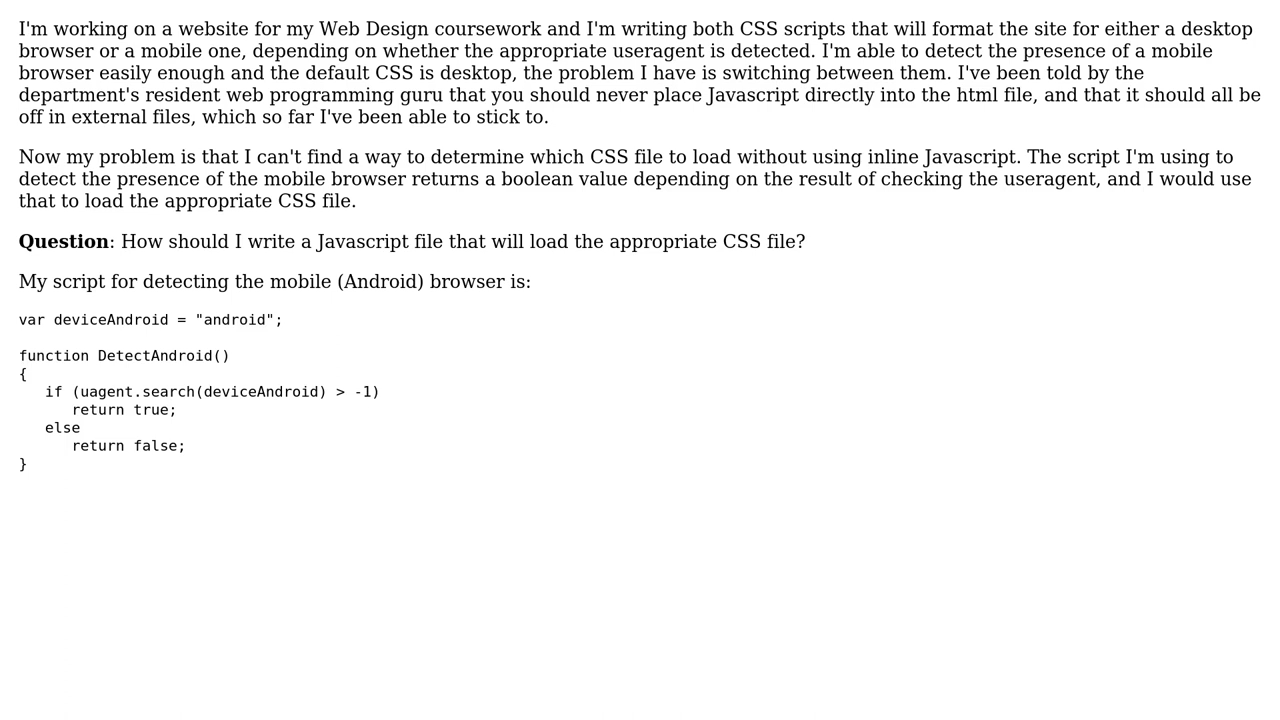 I'm working on a website for my Web Design coursework and I'm writing both CSS scripts that will format the site for either a desktop
browser or a mobile one, depending on whether the appropriate useragent is detected. I'm able to detect the presence of a mobile
browser easily enough and the default CSS is desktop, the problem I have is switching between them. I've been told by the
department's resident web programming guru that you should never place Javascript directly into the html file, and that it should all be
off in external files, which so far I've been able to stick to.
Now my problem is that I can't find a way to determine which CSS file to load without using inline Javascript. The script I'm using to
detect the presence of the mobile browser returns a boolean value depending on the result of checking the useragent, and I would use
that to load the appropriate CSS file.
Question: How should I write a Javascript file that will load the appropriate CSS file?
My script for detecting the mobile (Android) browser is:
var deviceAndroid = "android";
function DetectAndroid()
{
   if (uagent.search(deviceAndroid) > -1)
      return true;
   else
      return false;
}